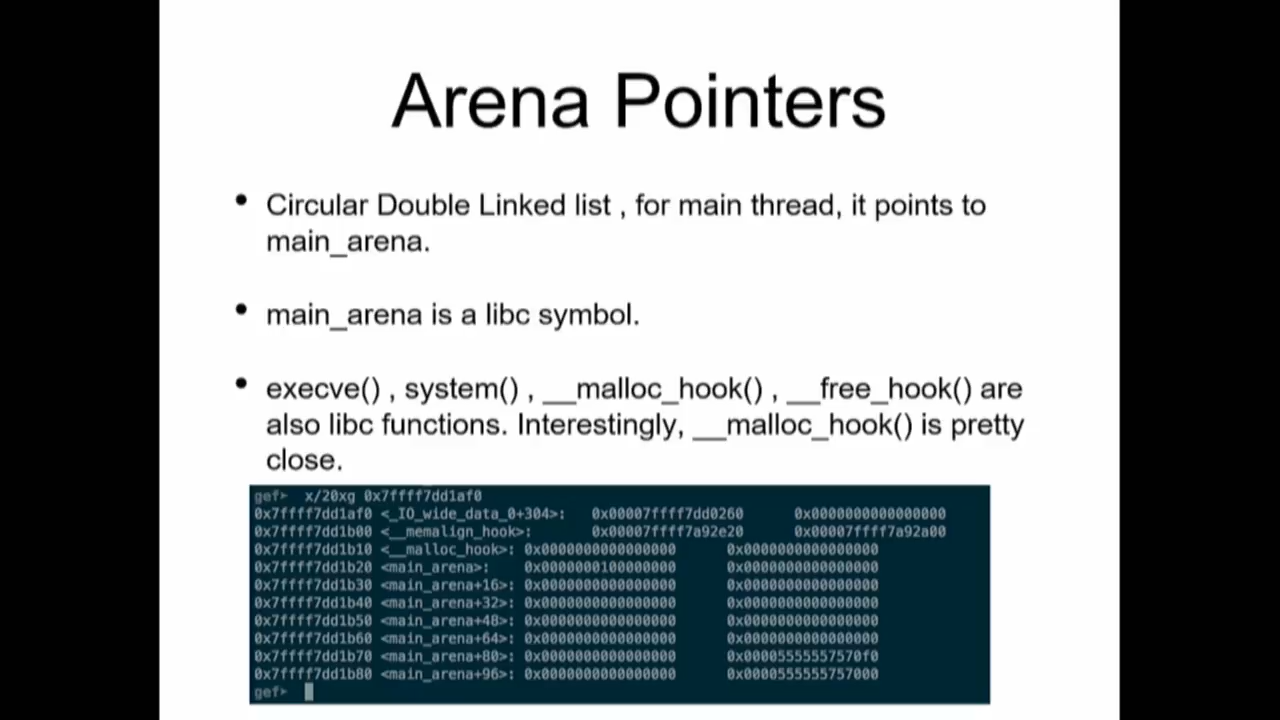 Arena Pointers
• Circular Double Linked list , for main thread, it points to
main_arena.
• main_arena is a libc symbol.
• execve() , system() , __malloc_hook() , __free_hook() are
also libc functions. Interestingly, __malloc_hook() is pretty
close.
gef➤ x/20xg 0x7ffff7dd1af0
0x7ffff7dd1af0 <_IO_wide_data_0+304>: 0x00007ffff7dd0260 0x0000000000000000
0x7ffff7dd1b00 <__memalign_hook>: 0x00007ffff7a92e20 0x00007ffff7a92a00
0x7ffff7dd1b10 <__malloc_hook>: 0x0000000000000000 0x0000000000000000
0x7ffff7dd1b20 <main_arena>: 0x0000000100000000 0x0000000000000000
0x7ffff7dd1b30 <main_arena+16>: 0x0000000000000000 0x0000000000000000
0x7ffff7dd1b40 <main_arena+32>: 0x0000000000000000 0x0000000000000000
0x7ffff7dd1b50 <main_arena+48>: 0x0000000000000000 0x0000000000000000
0x7ffff7dd1b60 <main_arena+64>: 0x0000000000000000 0x0000000000000000
0x7ffff7dd1b70 <main_arena+80>: 0x0000000000000000 0x00005555557570f0
0x7ffff7dd1b80 <main_arena+96>: 0x0000000000000000 0x0000555555757000
gef➤